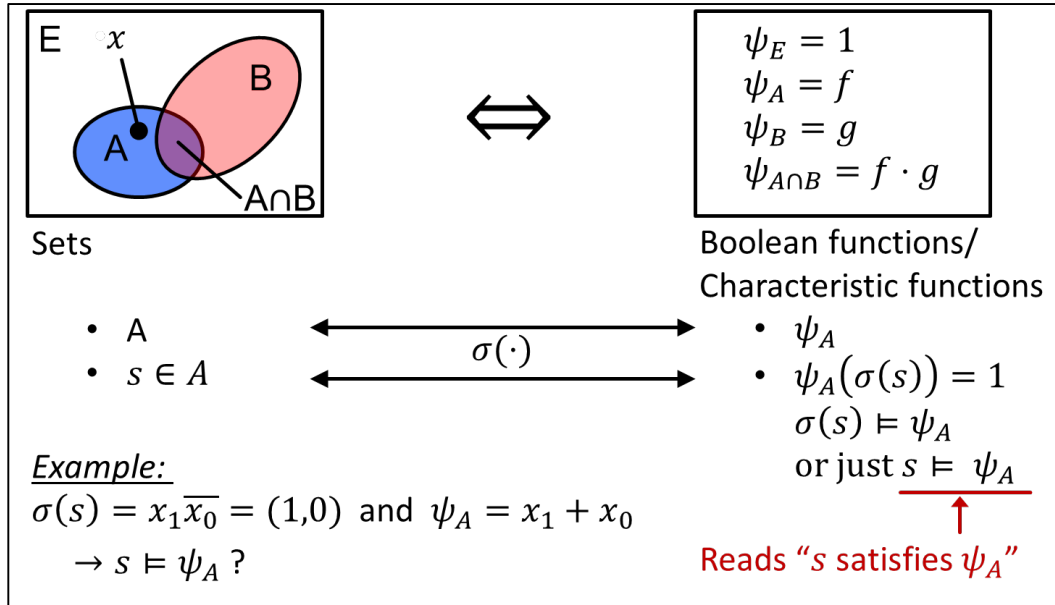 E x
B
A
A∩B
⇔
ψ_E = 1
ψ_A = f
ψ_B = g
ψ_{A∩B} = f · g
Sets
Boolean functions/
Characteristic functions
• A
• s ∈ A
σ(·)
• ψ_A
• ψ_A(σ(s)) = 1
σ(s) ⊨ ψ_A
or just s ⊨ ψ_A
Reads “s satisfies ψ_A”
Example:
σ(s) = x_1x̅_0 = (1,0) and ψ_A = x_1 + x_0
→ s ⊨ ψ_A ?